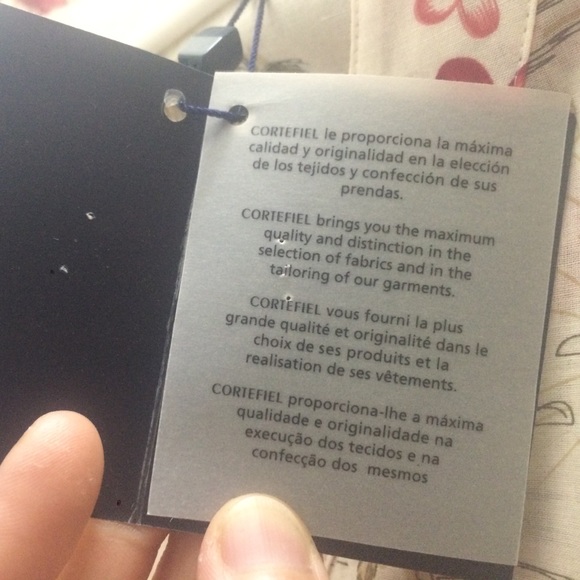 CORTEFIEL le proporciona la máxima
calidad y originalidad en la elección
de los tejidos y confección de sus
prendas.
CORTEFIEL brings you the maximum
quality and distinction in the
selection of fabrics and in the
tailoring of our garments.
CORTEFIEL vous fourni la plus
grande qualité et originalité dans le
choix de ses produits et la
realisation de ses vêtements.
CORTEFIEL proporciona-lhe a máxima
qualidade e originalidade na
execução dos tecidos e na
confecção dos mesmos